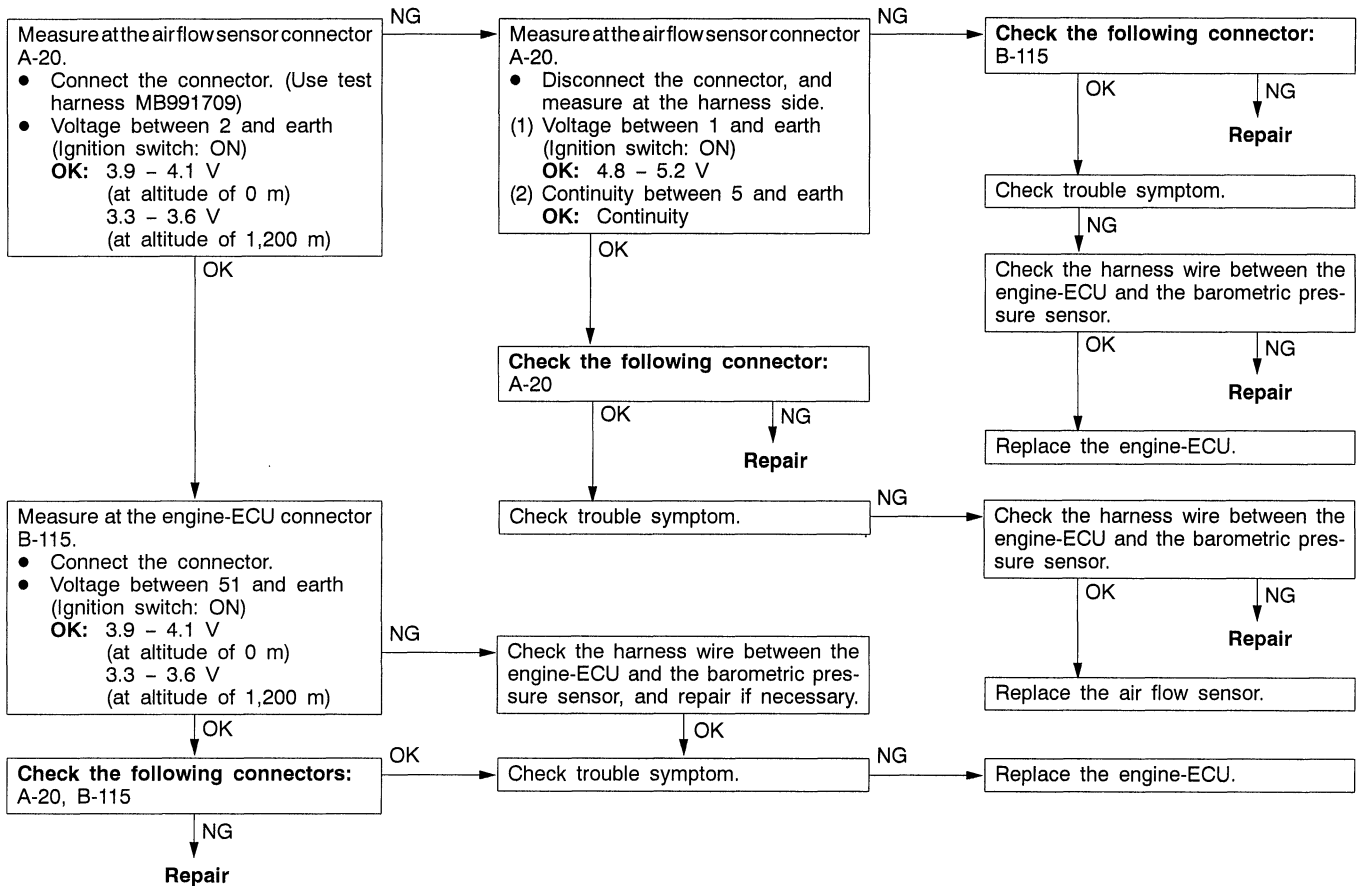 Measure at the air flow sensor connector
A-20.
● Connect the connector. (Use test
harness MB991709)
● Voltage between 2 and earth
(Ignition switch: ON)
OK: 3.9 – 4.1 V
(at altitude of 0 m)
3.3 – 3.6 V
(at altitude of 1,200 m)
NG
OK
Measure at the air flow sensor connector
A-20.
● Disconnect the connector, and
measure at the harness side.
(1) Voltage between 1 and earth
(Ignition switch: ON)
OK: 4.8 – 5.2 V
(2) Continuity between 5 and earth
OK: Continuity
NG
OK
Check the following connector:
B-115
OK
NG
Repair
Check trouble symptom.
NG
Check the harness wire between the
engine-ECU and the barometric pres-
sure sensor.
OK
NG
Repair
Replace the engine-ECU.
Check the following connector:
A-20
OK
NG
Repair
Check trouble symptom.
NG
Check the harness wire between the
engine-ECU and the barometric pres-
sure sensor.
OK
NG
Repair
Replace the air flow sensor.
Measure at the engine-ECU connector
B-115.
● Connect the connector.
● Voltage between 51 and earth
(Ignition switch: ON)
OK: 3.9 – 4.1 V
(at altitude of 0 m)
3.3 – 3.6 V
(at altitude of 1,200 m)
NG
OK
Check the harness wire between the
engine-ECU and the barometric pres-
sure sensor, and repair if necessary.
OK
Check the following connectors:
A-20, B-115
OK
NG
Repair
Check trouble symptom.
NG
Replace the engine-ECU.